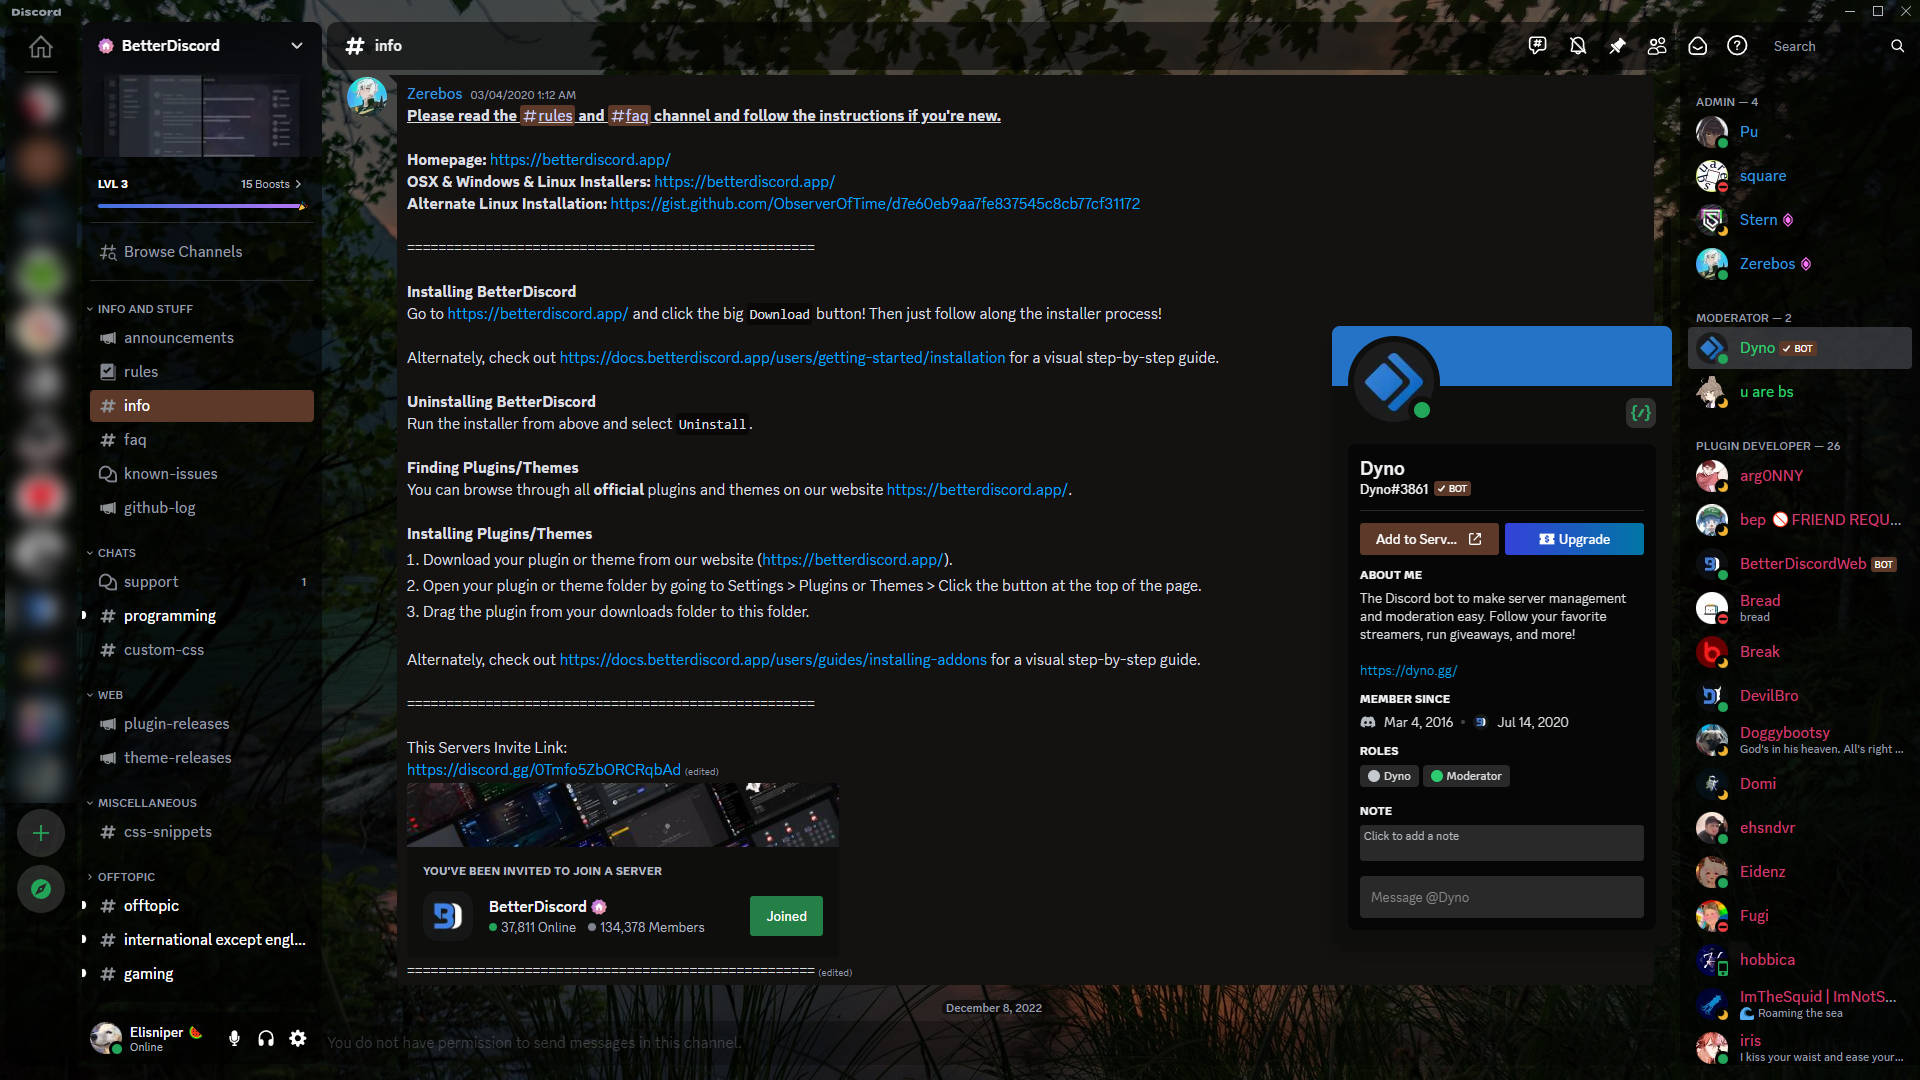 Discord
BetterDiscord
LVL 3
15 Boosts
Browse Channels
INFO AND STUFF
announcements
rules
info
faq
known-issues
github-log
CHATS
support
1
programming
custom-css
WEB
plugin-releases
theme-releases
MISCELLANEOUS
css-snippets
OFFTOPIC
offtopic
international except engl...
gaming
Elisniper
Online
info
Search
Zerebos 03/04/2020 1:12 AM
Please read the #rules and #faq channel and follow the instructions if you're new.
Homepage: https://betterdiscord.app/
OSX & Windows & Linux Installers: https://betterdiscord.app/
Alternate Linux Installation: https://gist.github.com/ObserverOfTime/d7e60eb9aa7fe837545c8cb77cf31172
====================================================
Installing BetterDiscord
Go to https://betterdiscord.app/ and click the big Download button! Then just follow along the installer process!
Alternately, check out https://docs.betterdiscord.app/users/getting-started/installation for a visual step-by-step guide.
Uninstalling BetterDiscord
Run the installer from above and select Uninstall.
Finding Plugins/Themes
You can browse through all official plugins and themes on our website https://betterdiscord.app/.
Installing Plugins/Themes
1. Download your plugin or theme from our website (https://betterdiscord.app/).
2. Open your plugin or theme folder by going to Settings > Plugins or Themes > Click the button at the top of the page.
3. Drag the plugin from your downloads folder to this folder.
Alternately, check out https://docs.betterdiscord.app/users/guides/installing-addons for a visual step-by-step guide.
====================================================
This Servers Invite Link:
https://discord.gg/0Tmfo5ZbORCRqbAd (edited)
YOU'VE BEEN INVITED TO JOIN A SERVER
BetterDiscord
37,811 Online 134,378 Members
Joined
==================================================== (edited)
December 8, 2022
You do not have permission to send messages in this channel.
Dyno
Dyno#3861 BOT
Add to Serv...
Upgrade
ABOUT ME
The Discord bot to make server management
and moderation easy. Follow your favorite
streamers, run giveaways, and more!
https://dyno.gg/
MEMBER SINCE
Mar 4, 2016 • Jul 14, 2020
ROLES
Dyno
Moderator
NOTE
Click to add a note
Message @Dyno
ADMIN — 4
Pu
square
Stern
Zerebos
MODERATOR — 2
Dyno BOT
u are bs
PLUGIN DEVELOPER — 26
arg0NNY
bep FRIEND REQU...
BetterDiscordWeb BOT
Bread
bread
Break
DevilBro
Doggybootsy
God's in his heaven. All's right ...
Domi
ehsndvr
Eidenz
Fugi
hobbica
ImTheSquid | ImNotS...
Roaming the sea
iris
I kiss your waist and ease your...